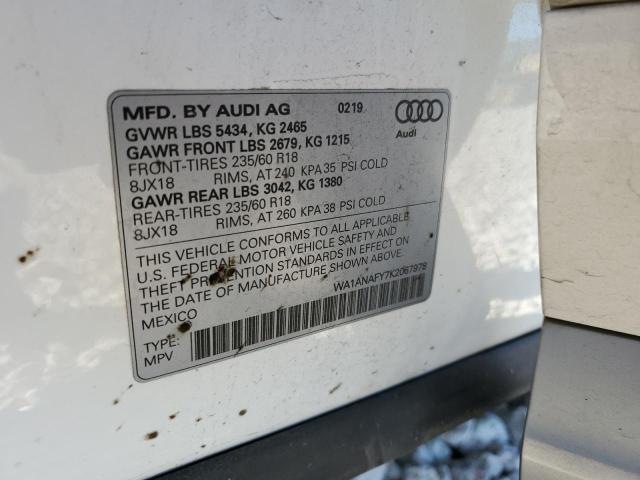 MFD. BY AUDI AG 0219
Audi
GVWR LBS 5434, KG 2465
GAWR FRONT LBS 2679, KG 1215
FRONT-TIRES 235/60 R18
8JX18 RIMS, AT 240 KPA 35 PSI COLD
GAWR REAR LBS 3042, KG 1380
REAR-TIRES 235/60 R18
8JX18 RIMS, AT 260 KPA 38 PSI COLD
THIS VEHICLE CONFORMS TO ALL APPLICABLE
U.S. FEDERAL MOTOR VEHICLE SAFETY AND
THEFT PREVENTION STANDARDS IN EFFECT ON
THE DATE OF MANUFACTURE SHOWN ABOVE.
MEXICO WA1ANAFY7K2067978
TYPE:
MPV